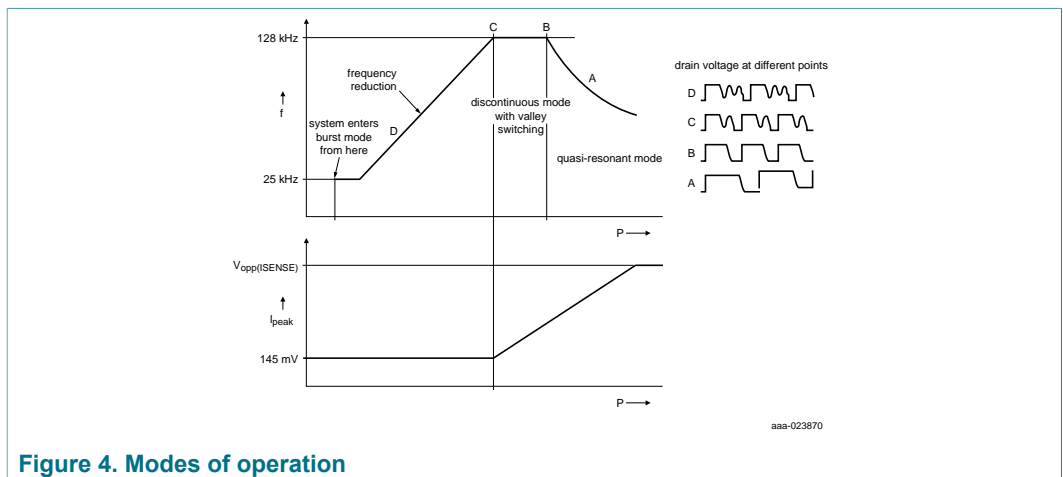 C
B
128 kHz
frequency
reduction
f
system enters
burst mode
from here
D
A
discontinuous mode
with valley
switching
quasi-resonant mode
25 kHz
P
drain voltage at different points
D
C
B
A
Vopp(ISENSE)
Ipeak
145 mV
P
aaa-023870
Figure 4. Modes of operation